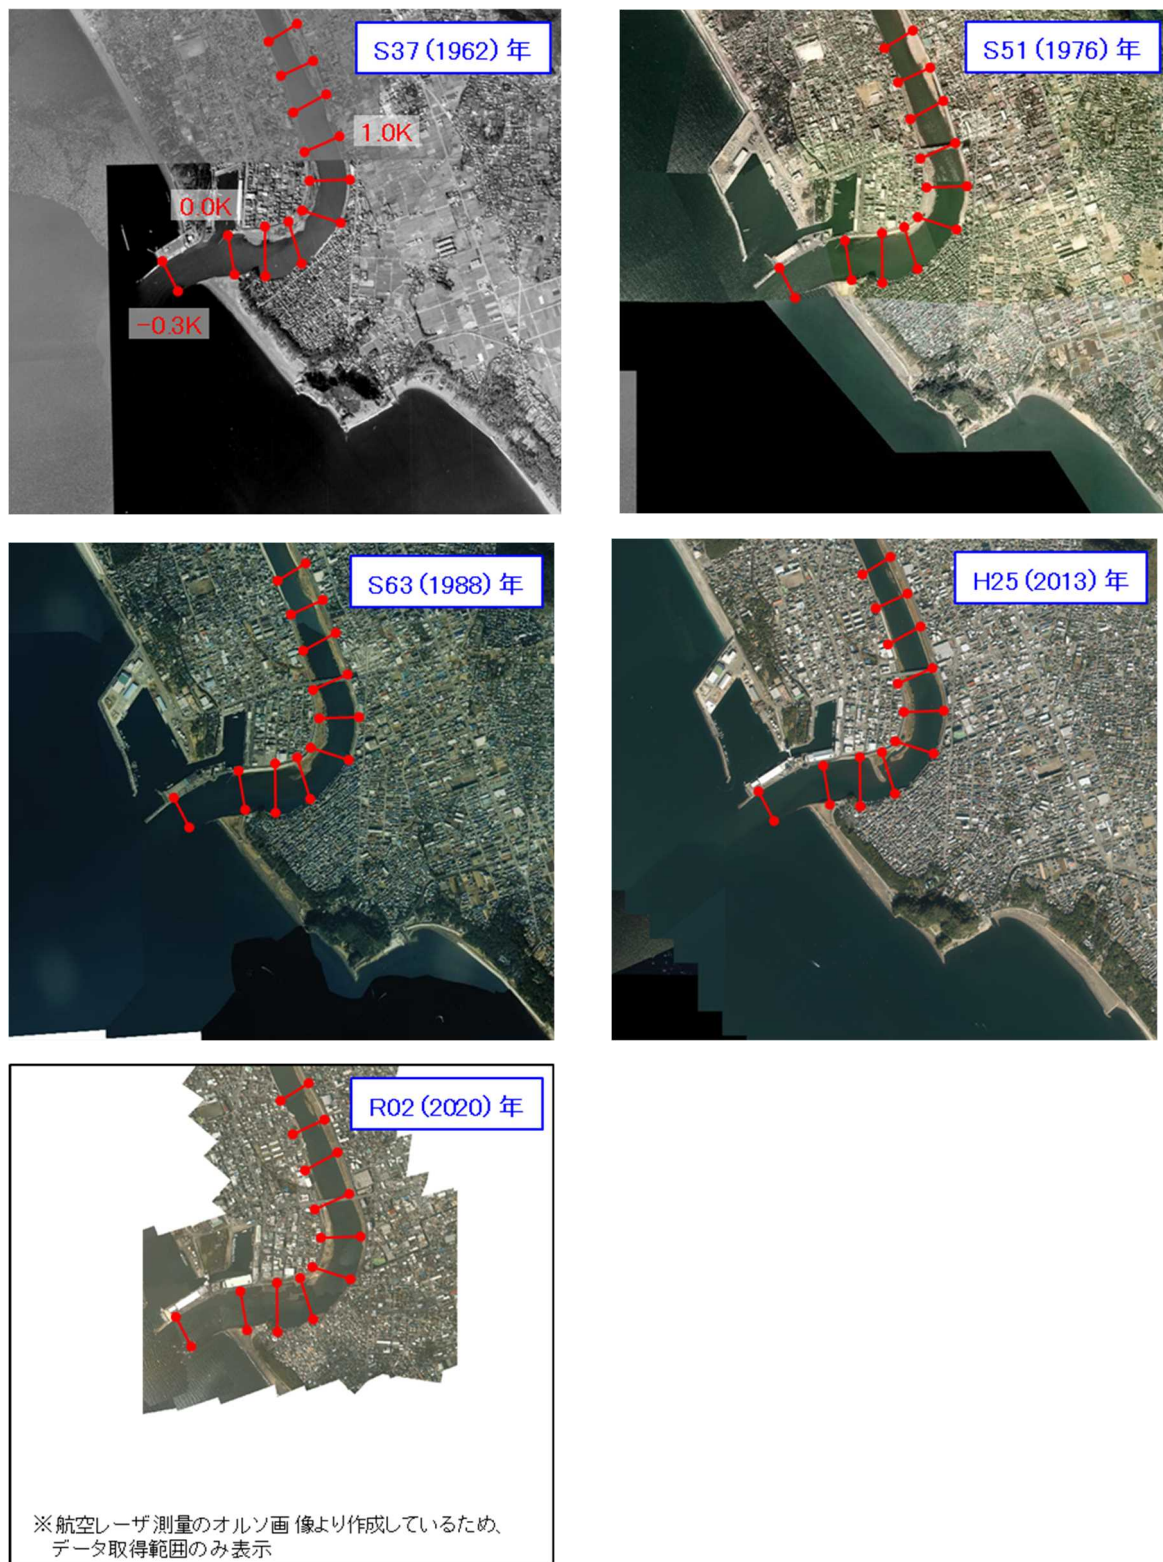 S37(1962)年
S51(1976)年
1.0K
0.0K
-0.3K
S63(1988)年
H25(2013)年
R02(2020)年
※航空レーザ測量のオルソ画像より作成しているため、
データ取得範囲のみ表示